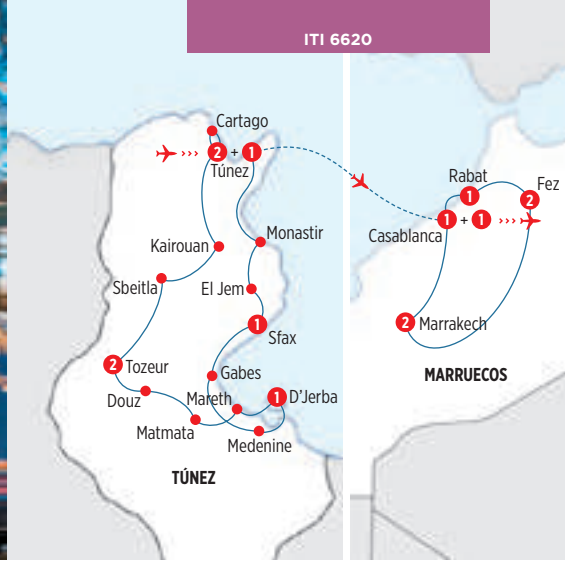 ITI 6620
Cartago
2 + 1
Túnez
Kairouan
Monastir
Sbeitla
El Jem
1
Sfax
2 Tozeur
Gabes
Douz
Mareth
1 D'Jerba
Matmata
Medenine
TÚNEZ
Rabat
1
Fez
2
Casablanca
1 + 1
2 Marrakech
MARRUECOS